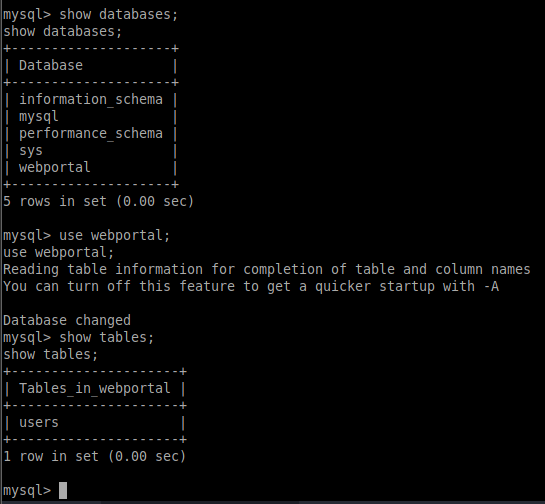 mysql> show databases;
show databases;
+--------------------+
| Database           |
+--------------------+
| information_schema |
| mysql              |
| performance_schema |
| sys                |
| webportal          |
+--------------------+
5 rows in set (0.00 sec)
mysql> use webportal;
use webportal;
Reading table information for completion of table and column names
You can turn off this feature to get a quicker startup with -A
Database changed
mysql> show tables;
show tables;
+---------------------+
| Tables_in_webportal |
+---------------------+
| users               |
+---------------------+
1 row in set (0.00 sec)
mysql>